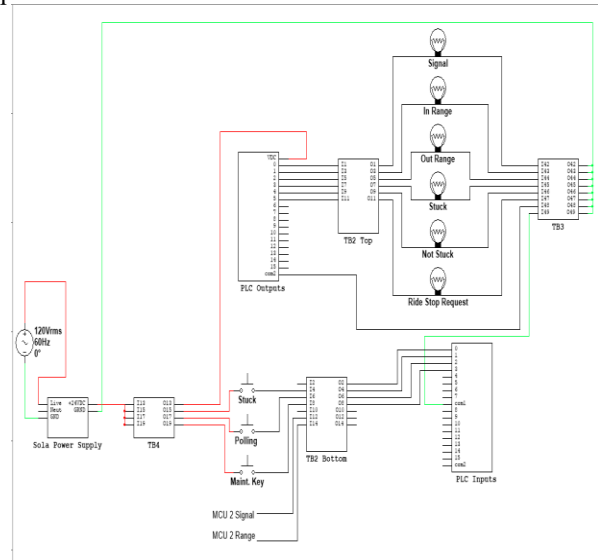 Signal
In Range
Out Range
Stuck
Not Stuck
Ride Stop Request
VDC
0
1
2
3
4
5
6
7
8
9
10
11
12
13
14
15
com2
PLC Outputs
I1
I3
I5
I7
I9
I11
O1
O3
O5
O7
O9
O11
TB2 Top
I42
I43
I44
I45
I46
I47
I48
I49
O42
O43
O44
O45
O46
O47
O48
O49
TB3
120Vrms
60Hz
0°
Live
Neut
GND
+24VDC
GRND
Sola Power Supply
I13
I15
I17
I19
O13
O15
O17
O19
TB4
Stuck
Polling
Maint. Key
I2
I4
I6
I8
I10
I12
I14
O2
O4
O6
O8
O10
O12
O14
TB2 Bottom
MCU 2 Signal
MCU 2 Range
0
1
2
3
4
5
6
7
com1
8
9
10
11
12
13
14
15
com2
PLC Inputs